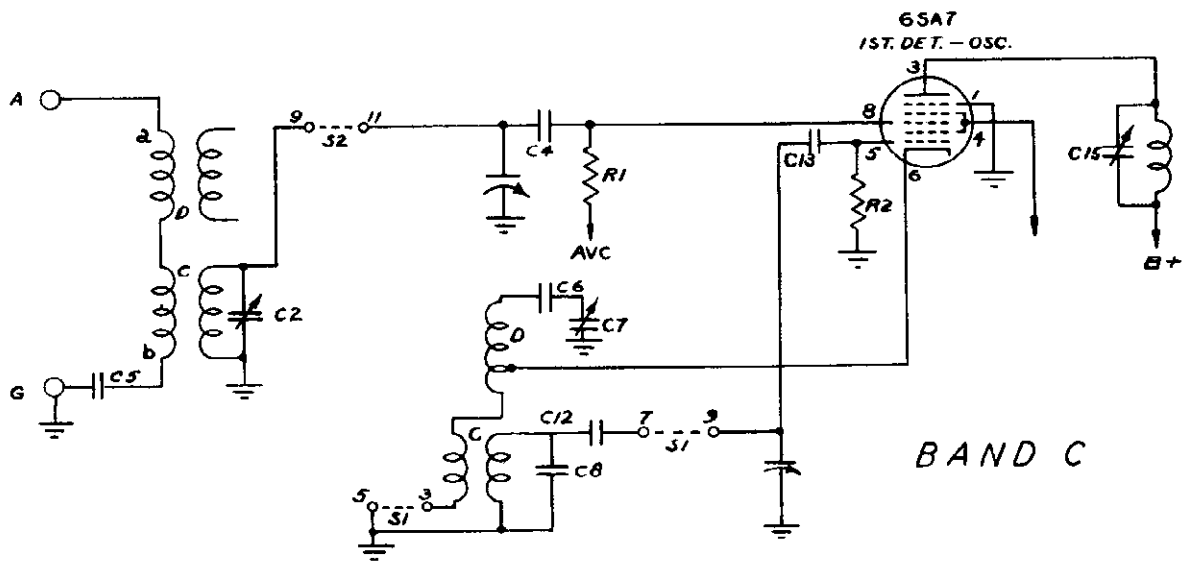 6SA7
1ST. DET. – OSC.
3
A
a
9
11
S2
C4
8
1
4
C13
5
6
C15
R1
R2
D
AVC
B+
C
C6
C2
D
C7
b
G
C5
C12
7
9
S1
C
C8
BAND C
5
3
S1